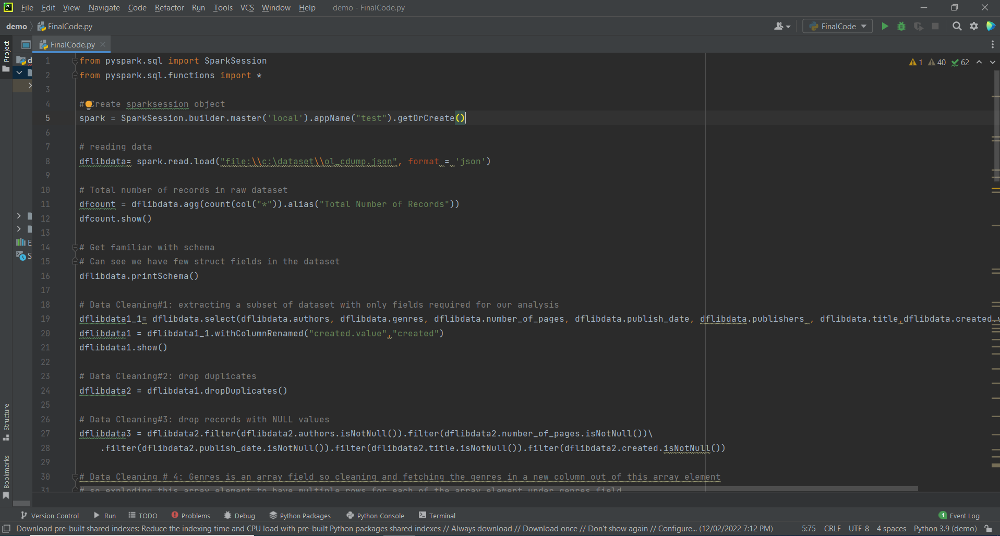 File Edit View Navigate Code Refactor Run Tools VCS Window Help demo - FinalCode.py
demo FinalCode.py FinalCode
Project
FinalCode.py
1 from pyspark.sql import SparkSession
1 40 62
2 from pyspark.sql.functions import *
3
4 # Create sparksession object
5 spark = SparkSession.builder.master('local').appName("test").getOrCreate()
6
7 # reading data
8 dflibdata= spark.read.load("file:\\c:\dataset\\ol_cdump.json", format = 'json')
9
10 # Total number of records in raw dataset
11 dfcount = dflibdata.agg(count(col("*")).alias("Total Number of Records"))
12 dfcount.show()
13
14 # Get familiar with schema
15 # Can see we have few struct fields in the dataset
16 dflibdata.printSchema()
17
18 # Data Cleaning#1: extracting a subset of dataset with only fields required for our analysis
19 dflibdata1_1= dflibdata.select(dflibdata.authors, dflibdata.genres, dflibdata.number_of_pages, dflibdata.publish_date, dflibdata.publishers , dflibdata.title,dflibdata.created.v
20 dflibdata1 = dflibdata1_1.withColumnRenamed("created.value","created")
21 dflibdata1.show()
22
23 # Data Cleaning#2: drop duplicates
24 dflibdata2 = dflibdata1.dropDuplicates()
25
26 # Data Cleaning#3: drop records with NULL values
27 dflibdata3 = dflibdata2.filter(dflibdata2.authors.isNotNull()).filter(dflibdata2.number_of_pages.isNotNull())\
28 .filter(dflibdata2.publish_date.isNotNull()).filter(dflibdata2.title.isNotNull()).filter(dflibdata2.created.isNotNull())
29
30 # Data Cleaning # 4: Genres is an array field so cleaning and fetching the genres in a new column out of this array element
31 # so exploding this array element to have multiple rows for each of the array element under genres field
Structure
Bookmarks
Version Control Run TODO Problems Debug Python Packages Python Console Terminal 1 Event Log
Download pre-built shared indexes: Reduce the indexing time and CPU load with pre-built Python packages shared indexes // Always download // Download once // Don't show again // Configure... (12/02/2022 7:12 PM) 5:75 CRLF UTF-8 4 spaces Python 3.9 (demo)